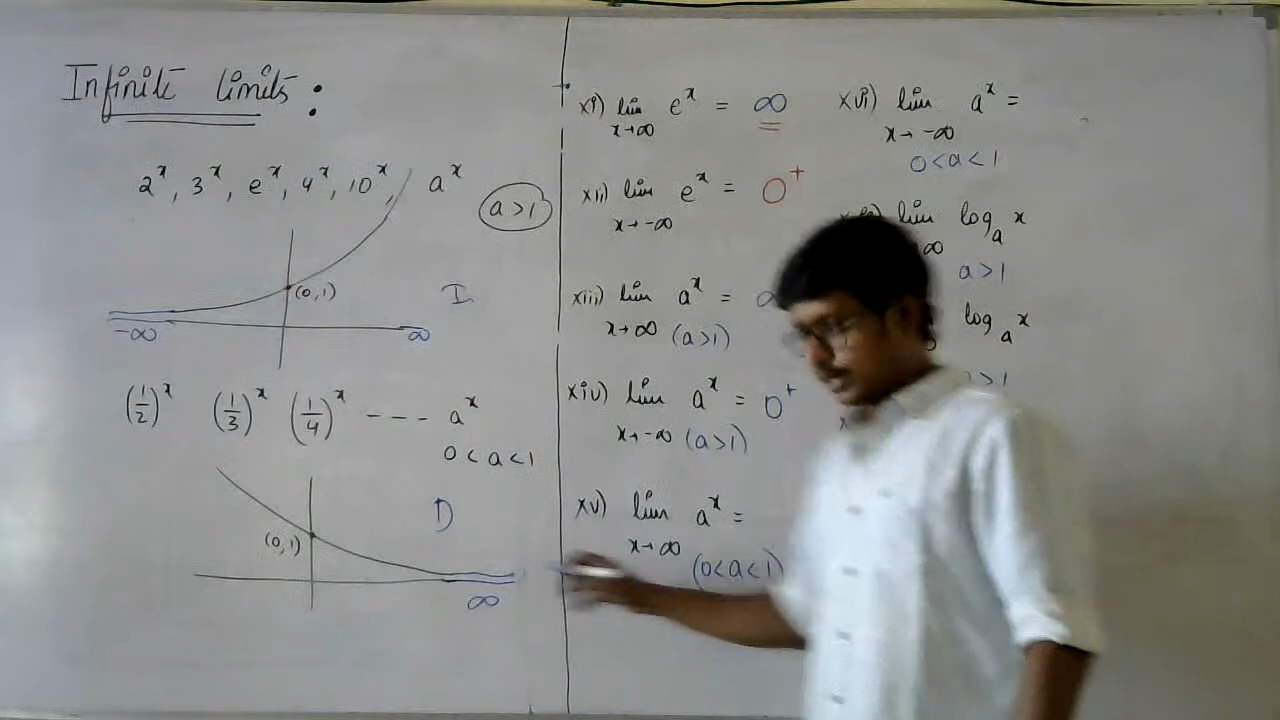 Infinite limits :
2^x, 3^x, e^x, 4^x, 10^x, a^x
a>1
(0,1)
I
-∞
∞
(1/2)^x (1/3)^x (1/4)^x ---- a^x
0<a<1
D
(0,1)
∞
xi) lim e^x = ∞
x→∞
xii) lim e^x = 0^+
x→-∞
xiii) lim a^x =
x→∞ (a>1)
xiv) lim a^x = 0^+
x→-∞ (a>1)
xv) lim a^x =
x→∞
(0<a<1)
xvi) lim a^x =
x→-∞
0<a<1
lim log_a x
∞
a>1
log_a x
>1